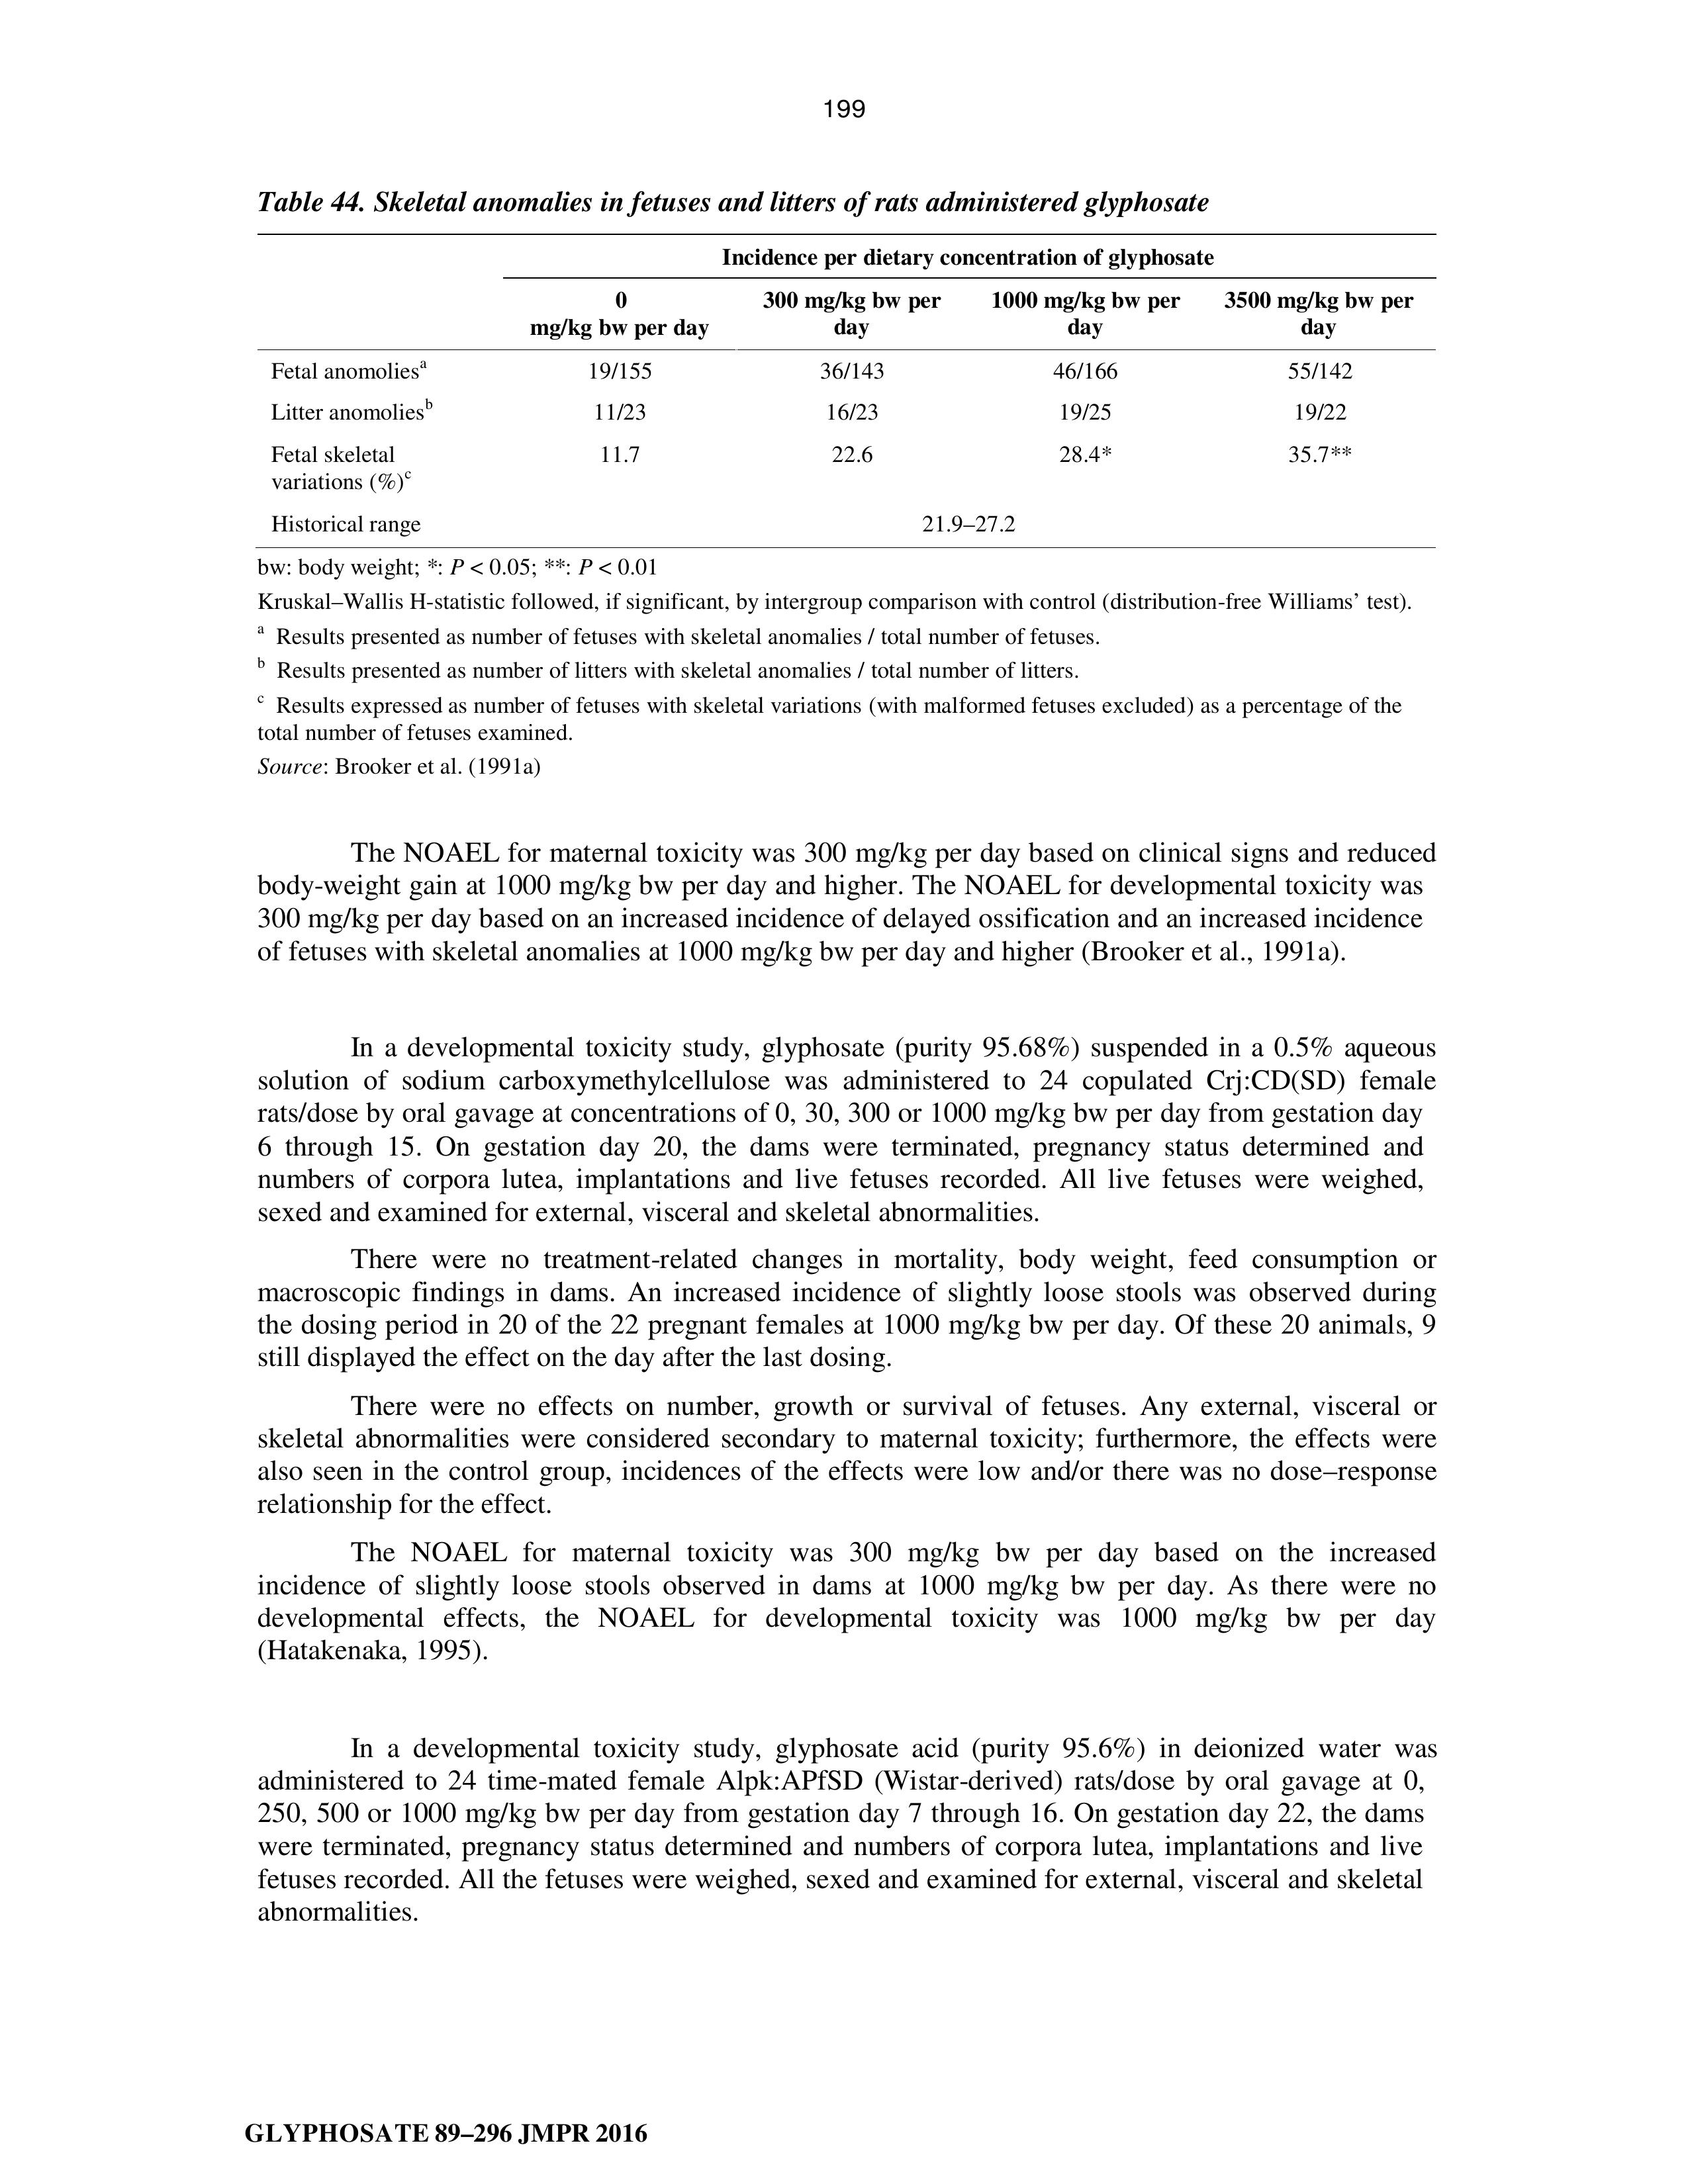 199
Table 44. Skeletal anomalies in fetuses and litters of rats administered glyphosate
Incidence per dietary concentration of glyphosate
0 300 mg/kg bw per 1000 mg/kg bw per 3500 mg/kg bw per
mg/kg bw per day day day day
Fetal anomolies^a 19/155 36/143 46/166 55/142
Litter anomolies^b 11/23 16/23 19/25 19/22
Fetal skeletal 11.7 22.6 28.4* 35.7**
variations (%)^c
Historical range 21.9–27.2
bw: body weight; *: P < 0.05; **: P < 0.01
Kruskal–Wallis H-statistic followed, if significant, by intergroup comparison with control (distribution-free Williams’ test).
a Results presented as number of fetuses with skeletal anomalies / total number of fetuses.
b Results presented as number of litters with skeletal anomalies / total number of litters.
c Results expressed as number of fetuses with skeletal variations (with malformed fetuses excluded) as a percentage of the
total number of fetuses examined.
Source: Brooker et al. (1991a)
The NOAEL for maternal toxicity was 300 mg/kg per day based on clinical signs and reduced
body-weight gain at 1000 mg/kg bw per day and higher. The NOAEL for developmental toxicity was
300 mg/kg per day based on an increased incidence of delayed ossification and an increased incidence
of fetuses with skeletal anomalies at 1000 mg/kg bw per day and higher (Brooker et al., 1991a).
In a developmental toxicity study, glyphosate (purity 95.68%) suspended in a 0.5% aqueous
solution of sodium carboxymethylcellulose was administered to 24 copulated Crj:CD(SD) female
rats/dose by oral gavage at concentrations of 0, 30, 300 or 1000 mg/kg bw per day from gestation day
6 through 15. On gestation day 20, the dams were terminated, pregnancy status determined and
numbers of corpora lutea, implantations and live fetuses recorded. All live fetuses were weighed,
sexed and examined for external, visceral and skeletal abnormalities.
There were no treatment-related changes in mortality, body weight, feed consumption or
macroscopic findings in dams. An increased incidence of slightly loose stools was observed during
the dosing period in 20 of the 22 pregnant females at 1000 mg/kg bw per day. Of these 20 animals, 9
still displayed the effect on the day after the last dosing.
There were no effects on number, growth or survival of fetuses. Any external, visceral or
skeletal abnormalities were considered secondary to maternal toxicity; furthermore, the effects were
also seen in the control group, incidences of the effects were low and/or there was no dose–response
relationship for the effect.
The NOAEL for maternal toxicity was 300 mg/kg bw per day based on the increased
incidence of slightly loose stools observed in dams at 1000 mg/kg bw per day. As there were no
developmental effects, the NOAEL for developmental toxicity was 1000 mg/kg bw per day
(Hatakenaka, 1995).
In a developmental toxicity study, glyphosate acid (purity 95.6%) in deionized water was
administered to 24 time-mated female Alpk:APfSD (Wistar-derived) rats/dose by oral gavage at 0,
250, 500 or 1000 mg/kg bw per day from gestation day 7 through 16. On gestation day 22, the dams
were terminated, pregnancy status determined and numbers of corpora lutea, implantations and live
fetuses recorded. All the fetuses were weighed, sexed and examined for external, visceral and skeletal
abnormalities.
GLYPHOSATE 89–296 JMPR 2016